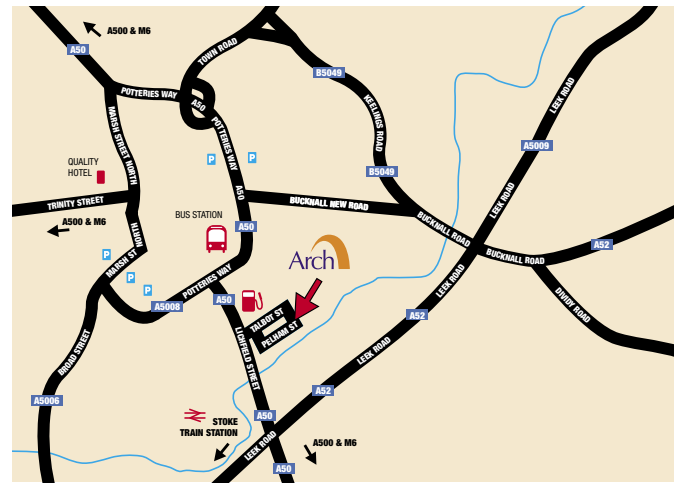 A500 & M6
A50
TOWN ROAD
B5049
POTTERIES WAY
A50
KEELINGS ROAD
LEEK ROAD
MARSH STREET NORTH
POTTERIES WAY
A5009
P
P
QUALITY
HOTEL
B5049
TRINITY STREET
A50
BUCKNALL NEW ROAD
LEEK ROAD
A500 & M6
BUS STATION
A50
BUCKNALL ROAD
A52
NORTH
MARSH ST
BUCKNALL ROAD
P
Arch
P
POTTERIES WAY
LEEK ROAD
P
A5008
A50
DIVIDY ROAD
TALBOT ST
A52
PELHAM ST
BROAD STREET
LICHFIELD STREET
LEEK ROAD
A52
A5006
STOKE
TRAIN STATION
A50
A500 & M6
LEEK ROAD
A50